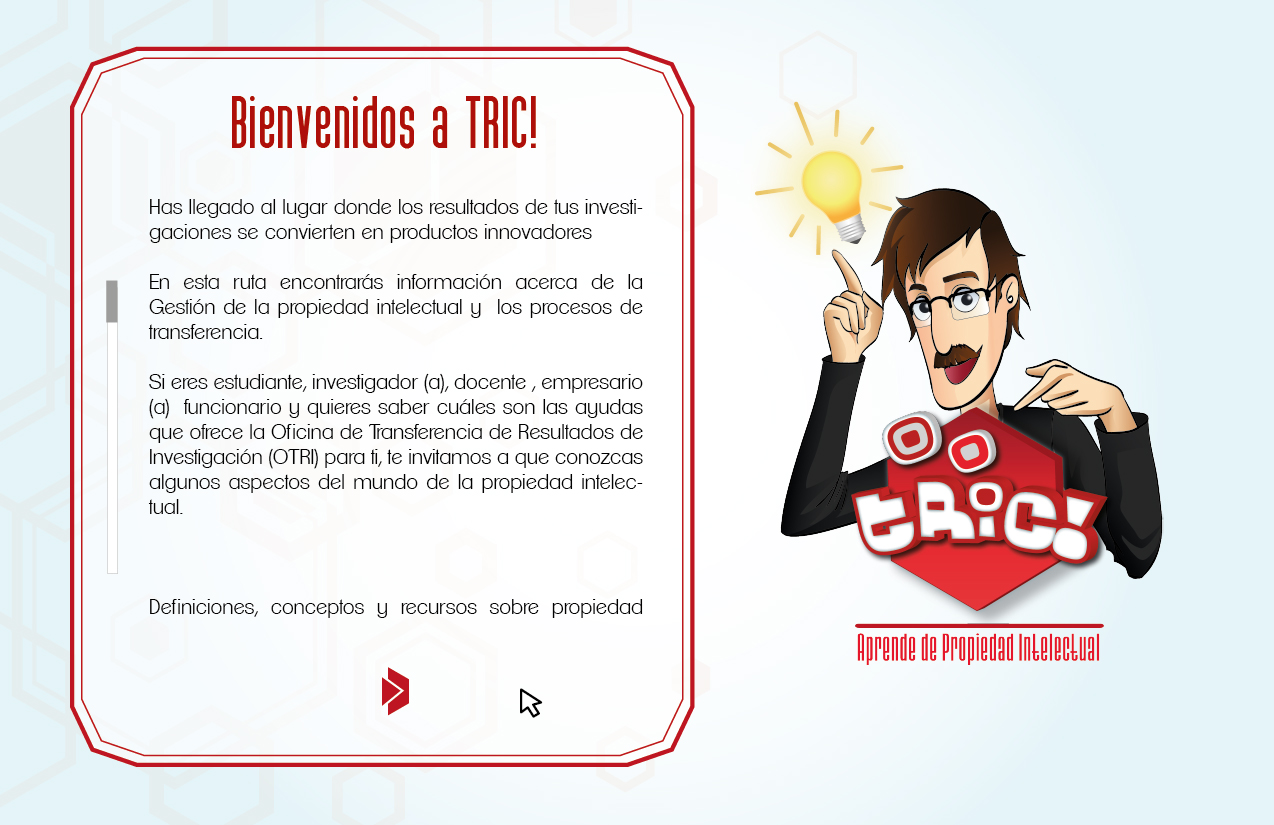 Bienvenidos a TRIC!
Has llegado al lugar donde los resultados de tus investi-
gaciones se convierten en productos innovadores
En esta ruta encontrarás información acerca de la
Gestión de la propiedad intelectual y los procesos de
transferencia.
Si eres estudiante, investigador (a), docente , empresario
(a) funcionario y quieres saber cuáles son las ayudas
que ofrece la Oficina de Transferencia de Resultados de
Investigación (OTRI) para ti, te invitamos a que conozcas
algunos aspectos del mundo de la propiedad intelec-
tual.
Definiciones, conceptos y recursos sobre propiedad
tRiC!
Aprende de Propiedad Intelectual